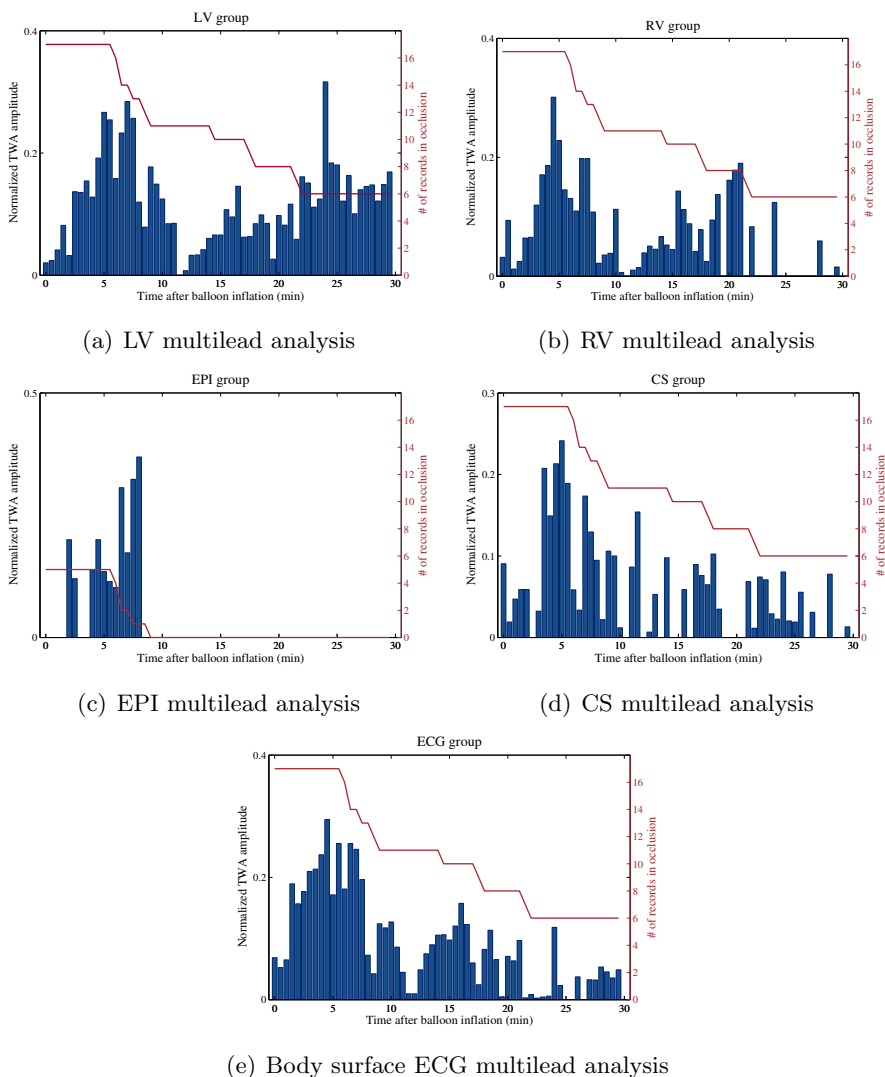 LV group
0.4
0.2
0
Normalized TWA amplitude
16
14
12
10
8
6
4
2
0
# of records in occlusion
0 5 10 15 20 25 30
Time after balloon inflation (min)
(a) LV multilead analysis
RV group
0.4
0.2
0
Normalized TWA amplitude
16
14
12
10
8
6
4
2
0
# of records in occlusion
0 5 10 15 20 25 30
Time after balloon inflation (min)
(b) RV multilead analysis
EPI group
0.5
0
Normalized TWA amplitude
16
14
12
10
8
6
4
2
0
# of records in occlusion
0 5 10 15 20 25 30
Time after balloon inflation (min)
(c) EPI multilead analysis
CS group
0.3
0.2
0.1
0
Normalized TWA amplitude
16
14
12
10
8
6
4
2
0
# of records in occlusion
0 5 10 15 20 25 30
Time after balloon inflation (min)
(d) CS multilead analysis
ECG group
0.4
0.2
0
Normalized TWA amplitude
16
14
12
10
8
6
4
2
0
# of records in occlusion
0 5 10 15 20 25 30
Time after balloon inflation (min)
(e) Body surface ECG multilead analysis